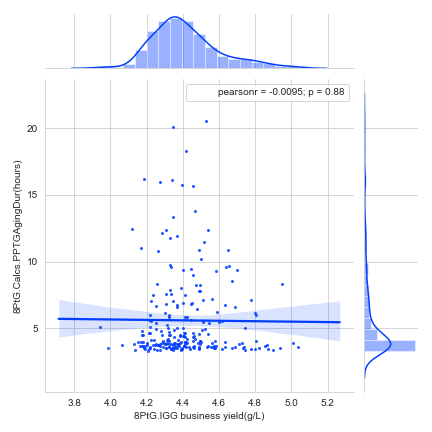 pearsonr = -0.0095; p = 0.88
8PtG.Calcs.PPTGAgingDur(hours)
20
15
10
5
3.8 4.0 4.2 4.4 4.6 4.8 5.0 5.2
8PtG.IGG business yield(g/L)